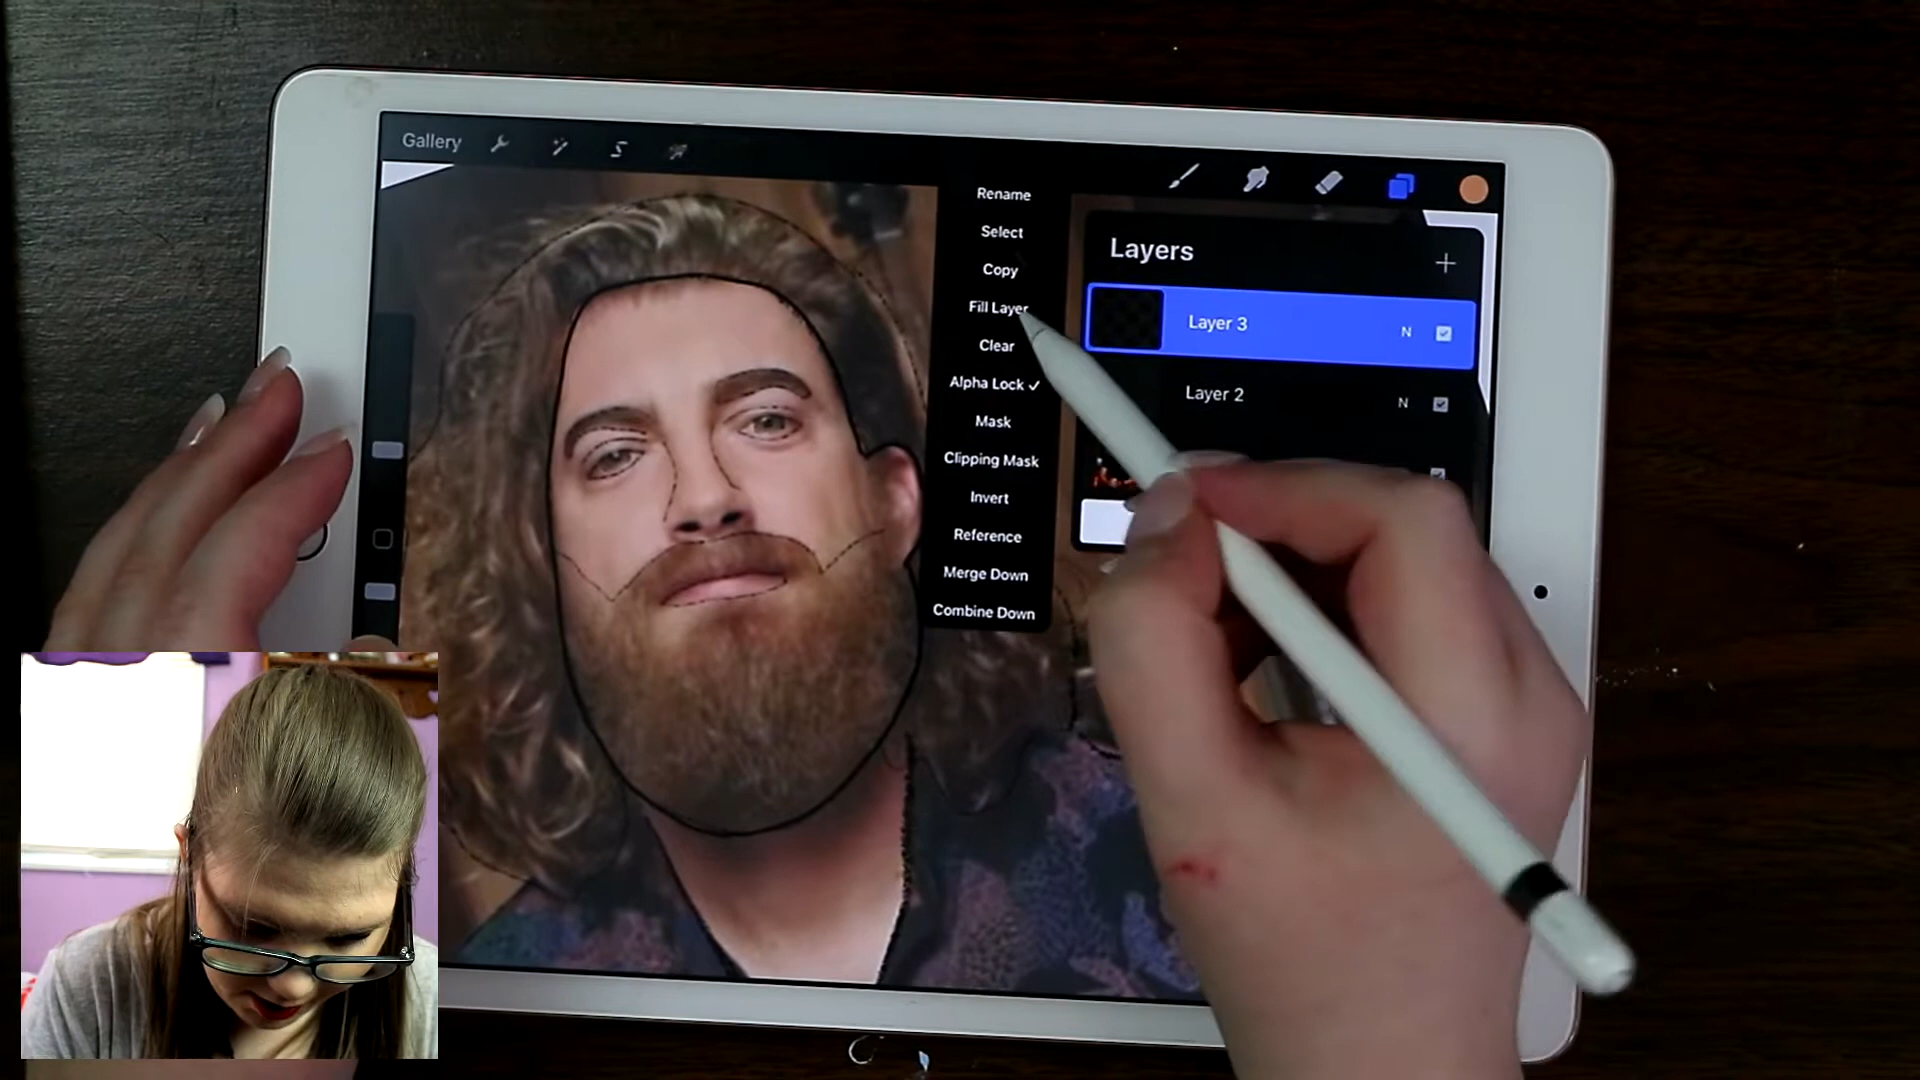 Gallery
Rename
Select
Copy
Fill Layer
Clear
Alpha Lock ✓
Mask
Clipping Mask
Invert
Reference
Merge Down
Combine Down
Layers
Layer 3 N
Layer 2 N